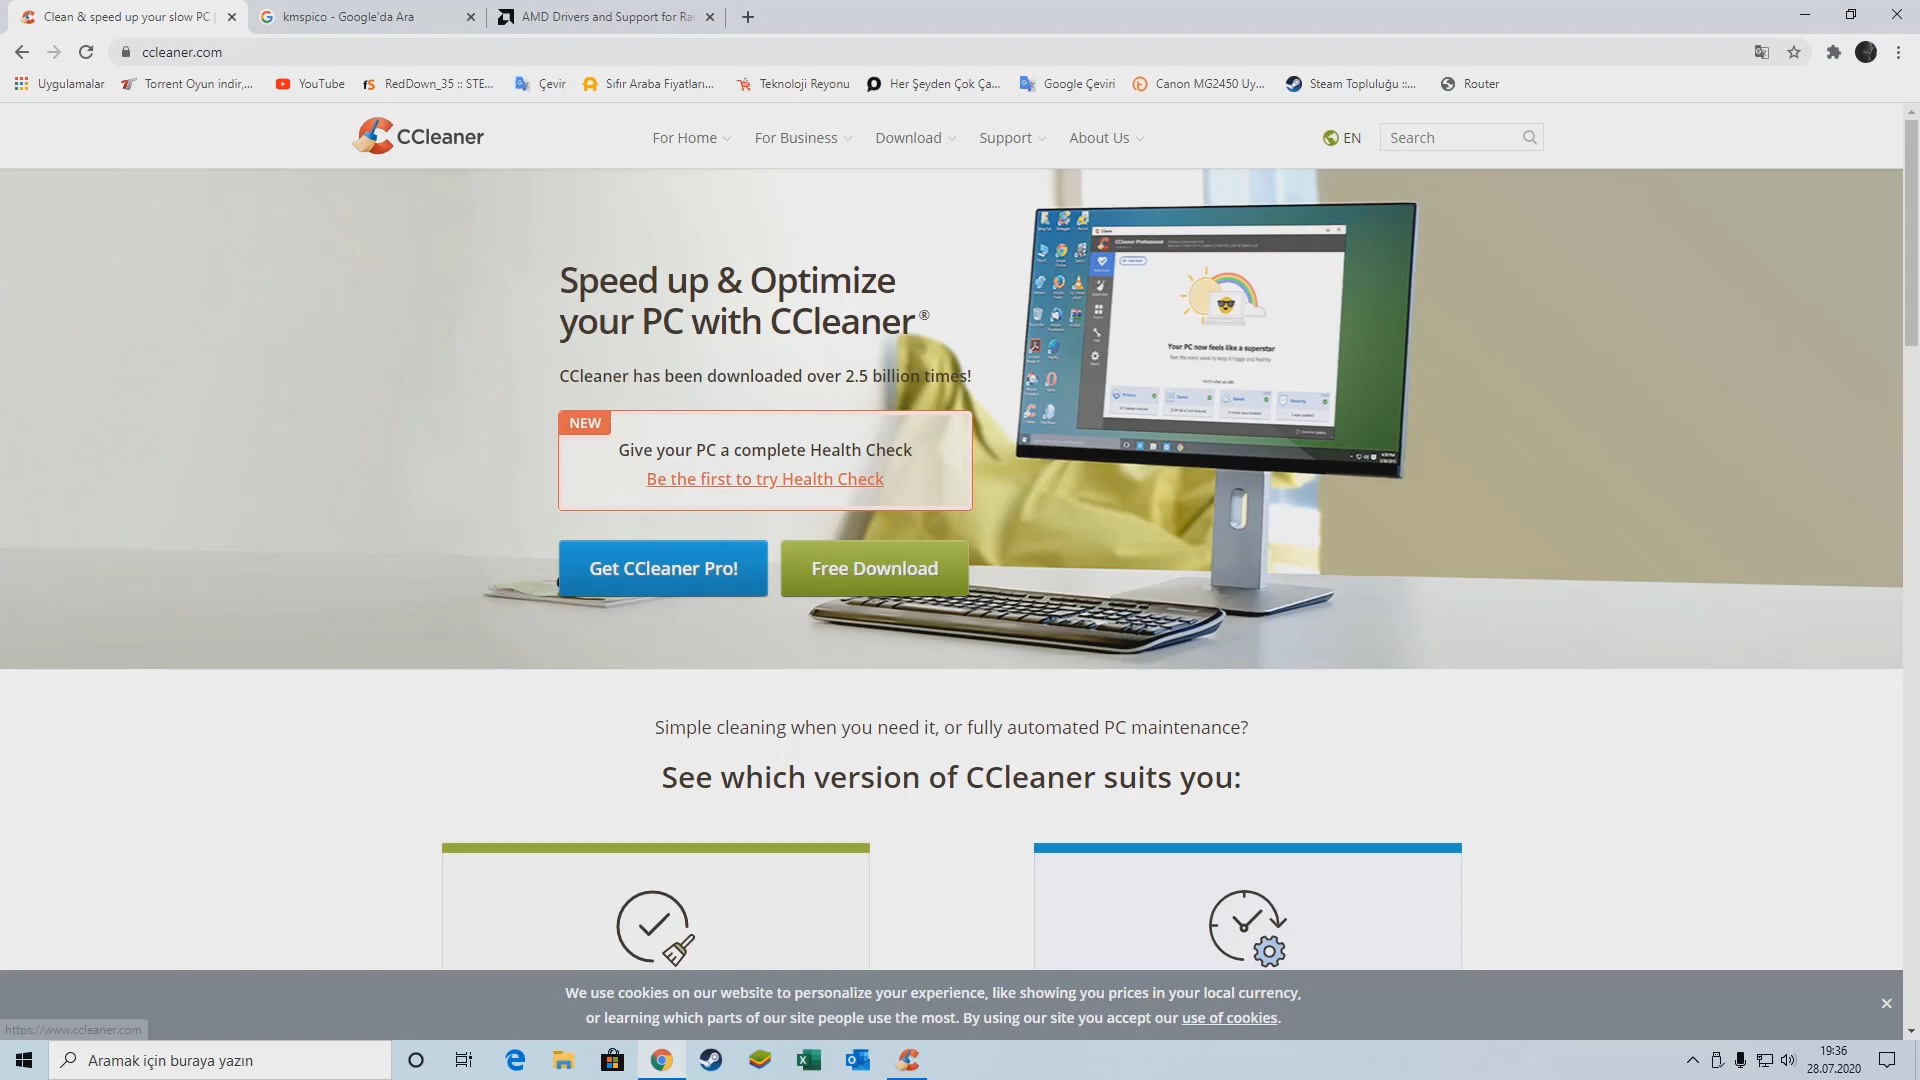 Clean & speed up your slow PC |
kmspico - Google'da Ara
AMD Drivers and Support for Ra
ccleaner.com
Uygulamalar
Torrent Oyun indir,...
YouTube
RedDown_35 :: STE...
Çevir
Sıfır Araba Fiyatları...
Teknoloji Reyonu
Her Şeyden Çok Ça...
Google Çeviri
Canon MG2450 Uy...
Steam Topluluğu ::...
Router
CCleaner
For Home
For Business
Download
Support
About Us
EN
Search
Speed up & Optimize
your PC with CCleaner®
CCleaner has been downloaded over 2.5 billion times!
NEW
Give your PC a complete Health Check
Be the first to try Health Check
Get CCleaner Pro!
Free Download
CCleaner Professional
Your PC now feels like a superstar
Simple cleaning when you need it, or fully automated PC maintenance?
See which version of CCleaner suits you:
We use cookies on our website to personalize your experience, like showing you prices in your local currency,
or learning which parts of our site people use the most. By using our site you accept our use of cookies.
https://www.ccleaner.com
Aramak için buraya yazın
19:36
28.07.2020